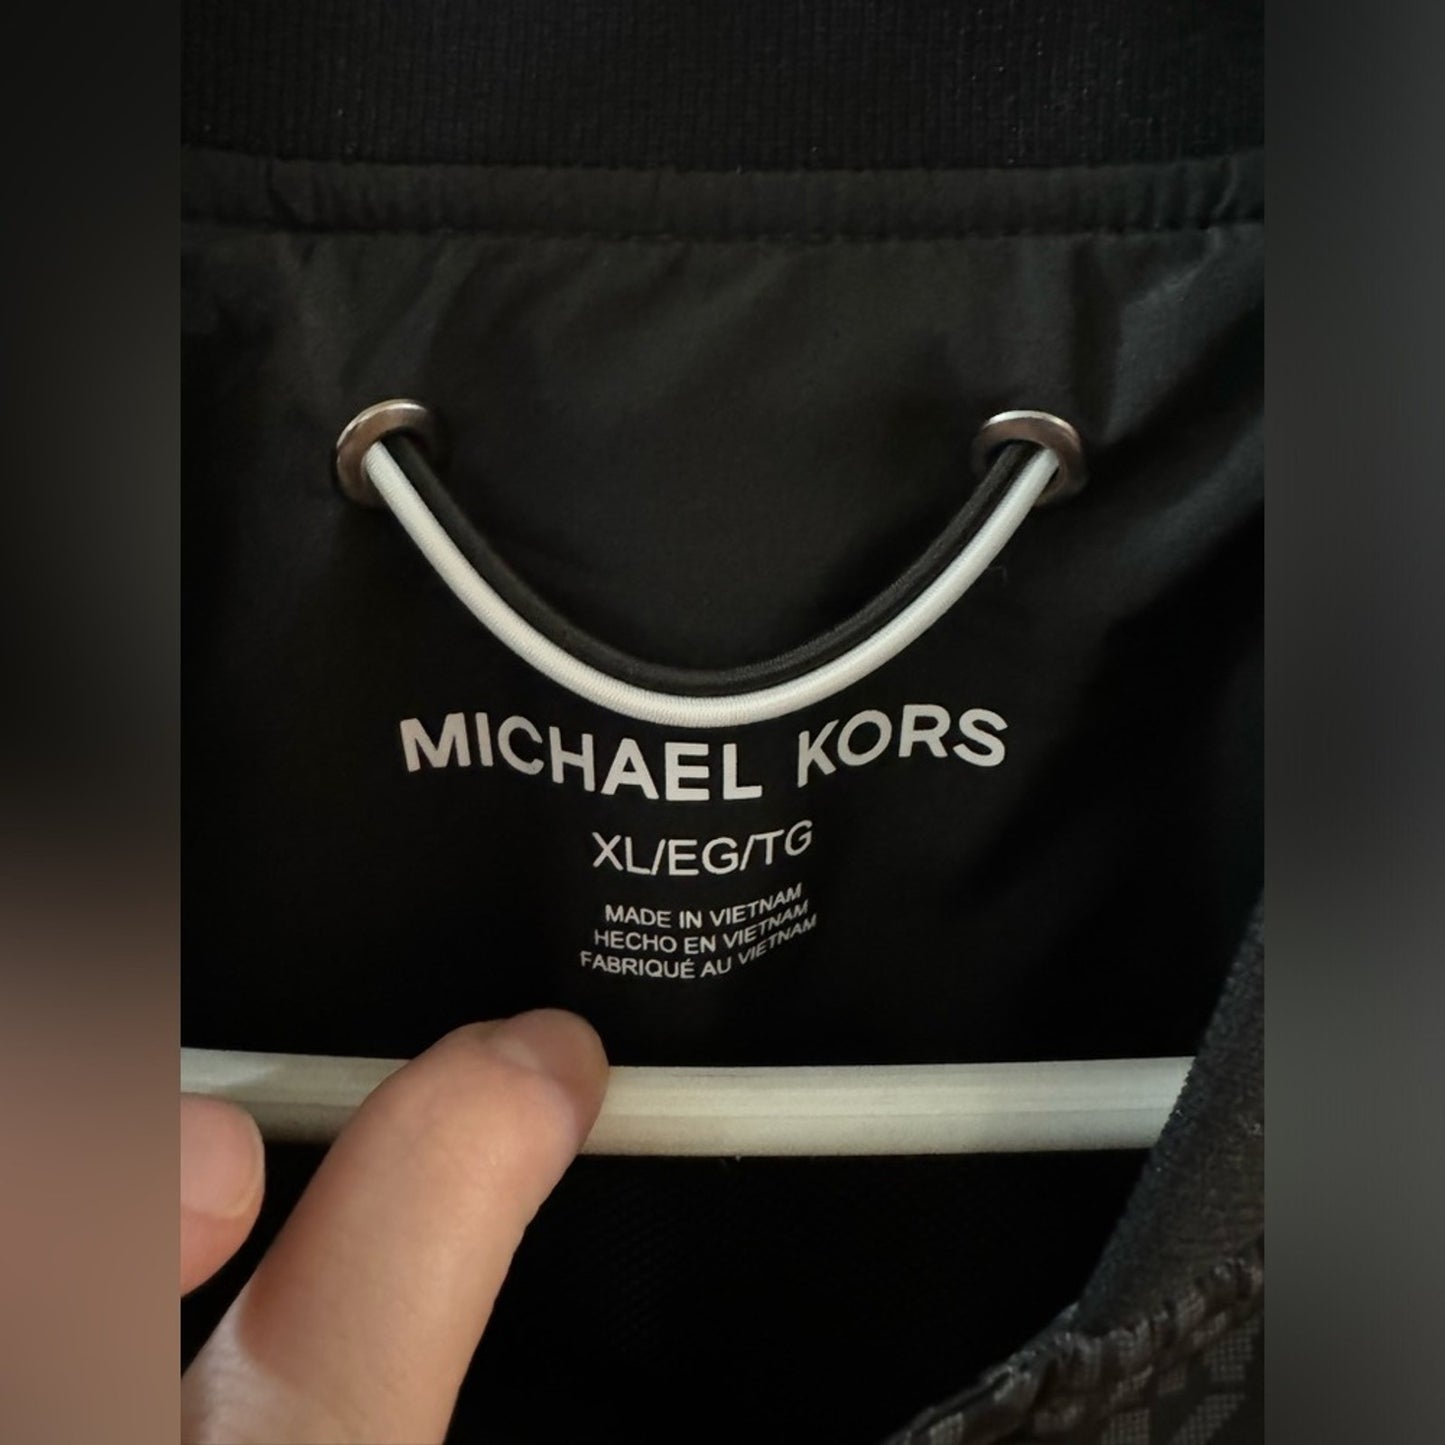 MICHAEL KORS
XL/EG/TG
MADE IN VIETNAM
HECHO EN VIETNAM
FABRIQUÉ AU VIETNAM